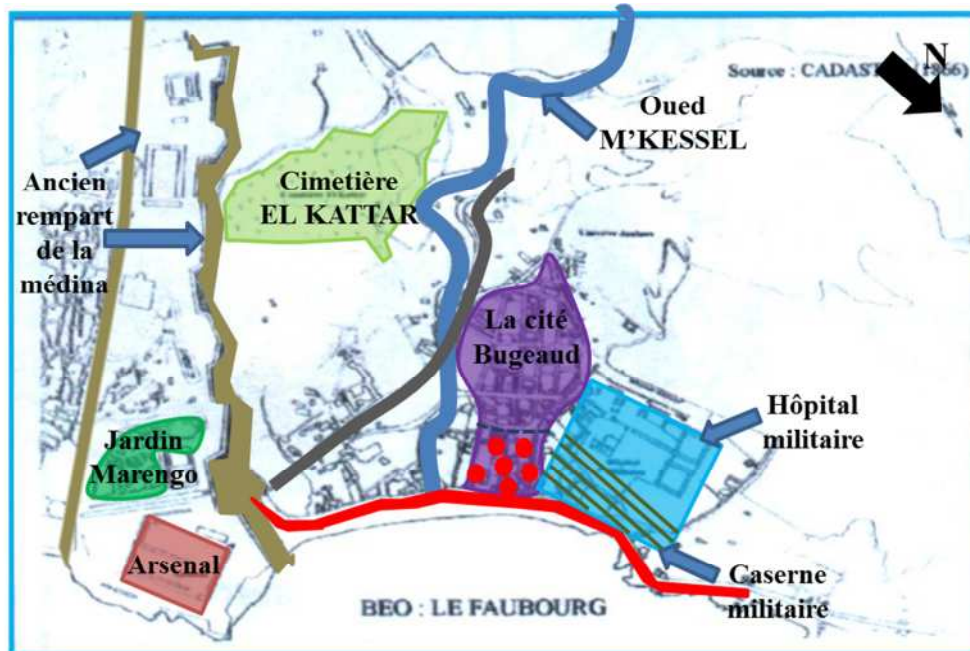 N
Source : CADAST (1866)
Oued
M’KESSEL
Ancien
rempart
de la
médina
Cimetière
EL KATTAR
La cité
Bugeaud
Hôpital
militaire
Jardin
Marengo
Arsenal
Caserne
militaire
BEO : LE FAUBOURG